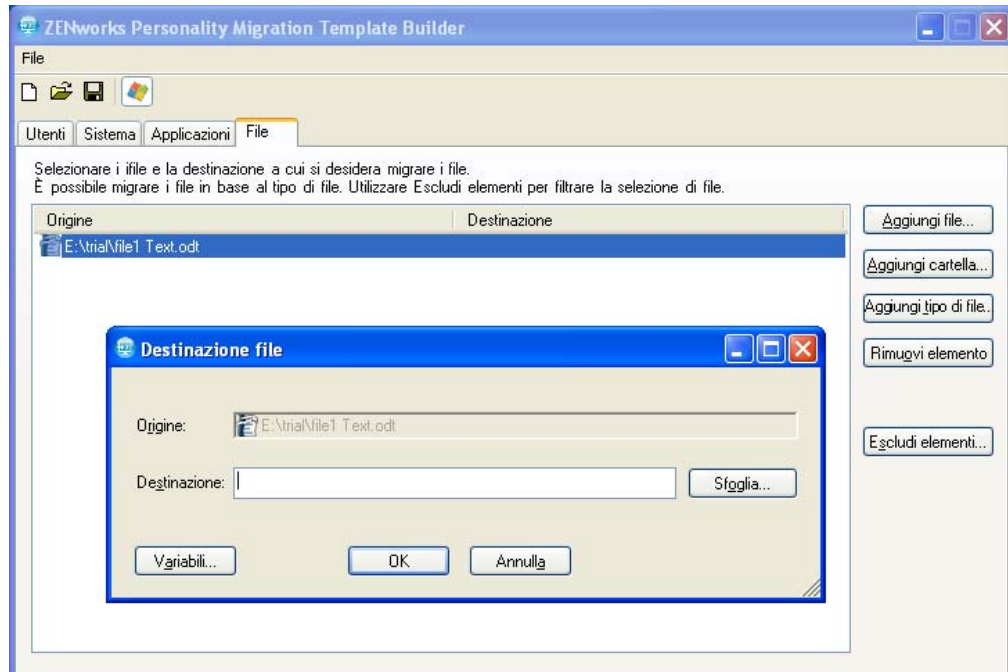 ZENworks Personality Migration Template Builder
File
Utenti Sistema Applicazioni File
Selezionare i ifile e la destinazione a cui si desidera migrare i file.
È possibile migrare i file in base al tipo di file. Utilizzare Escludi elementi per filtrare la selezione di file.
Origine Destinazione
E:\trial\file1 Text.odt
Aggiungi file...
Aggiungi cartella...
Aggiungi tipo di file..
Rimuovi elemento
Escludi elementi...
Destinazione file
Origine: E:\trial\file1 Text.odt
Destinazione: Sfoglia...
Variabili... OK Annulla